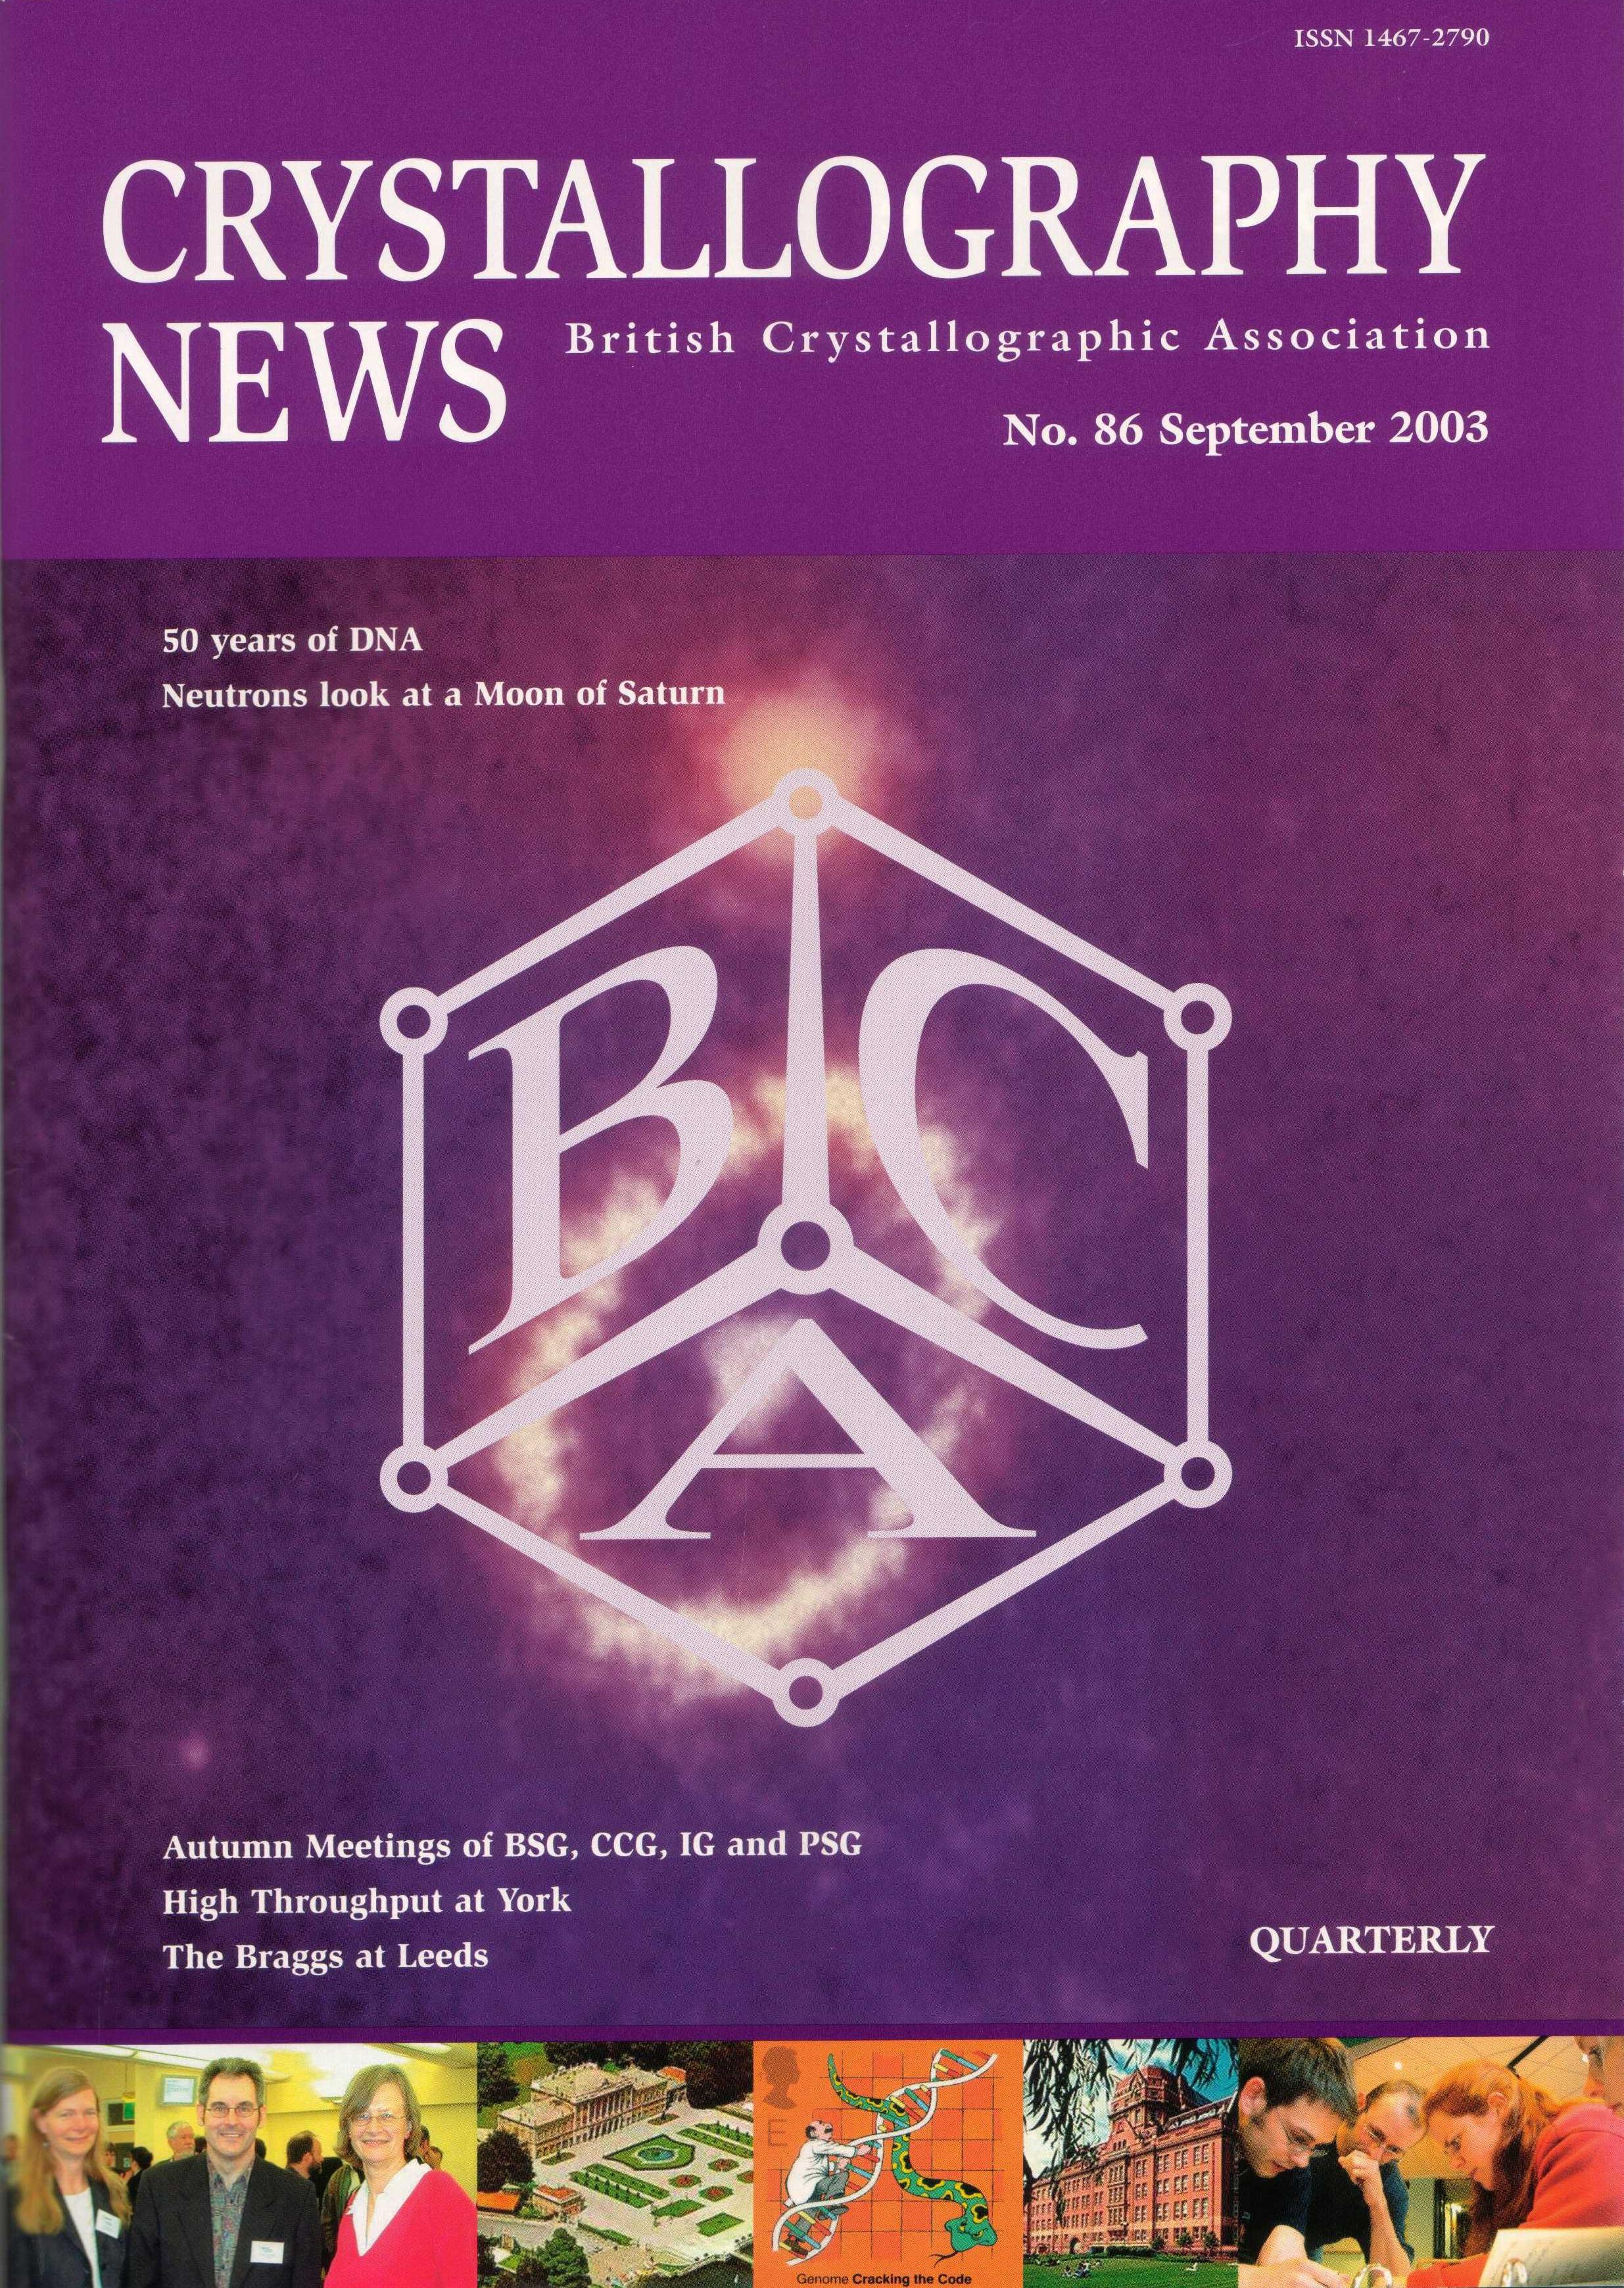 ISSN 1467-2790
CRYSTALLOGRAPHY
NEWS
British Crystallographic Association
No. 86 September 2003
50 years of DNA
Neutrons look at a Moon of Saturn
B C
A
Autumn Meetings of BSG, CCG, IG and PSG
High Throughput at York
The Braggs at Leeds
QUARTERLY
E
Genome Cracking the Code